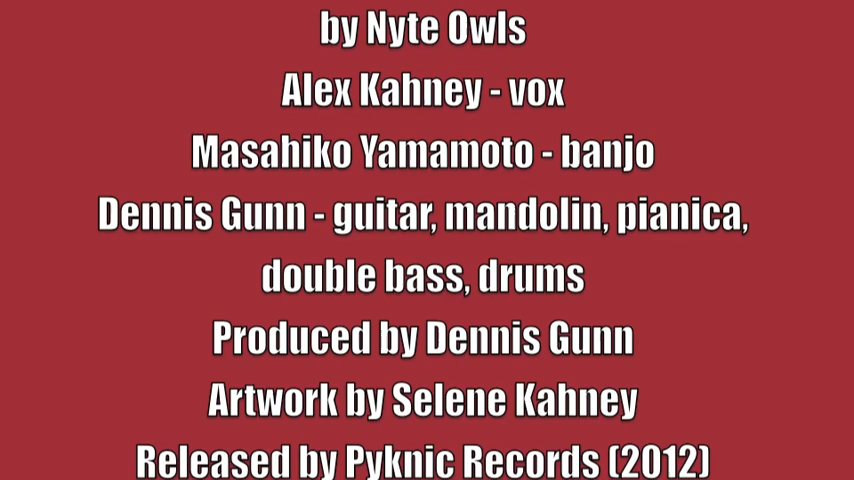 by Nyte Owls
Alex Kahney - vox
Masahiko Yamamoto - banjo
Dennis Gunn - guitar, mandolin, pianica,
double bass, drums
Produced by Dennis Gunn
Artwork by Selene Kahney
Released by Pyknic Records (2012)